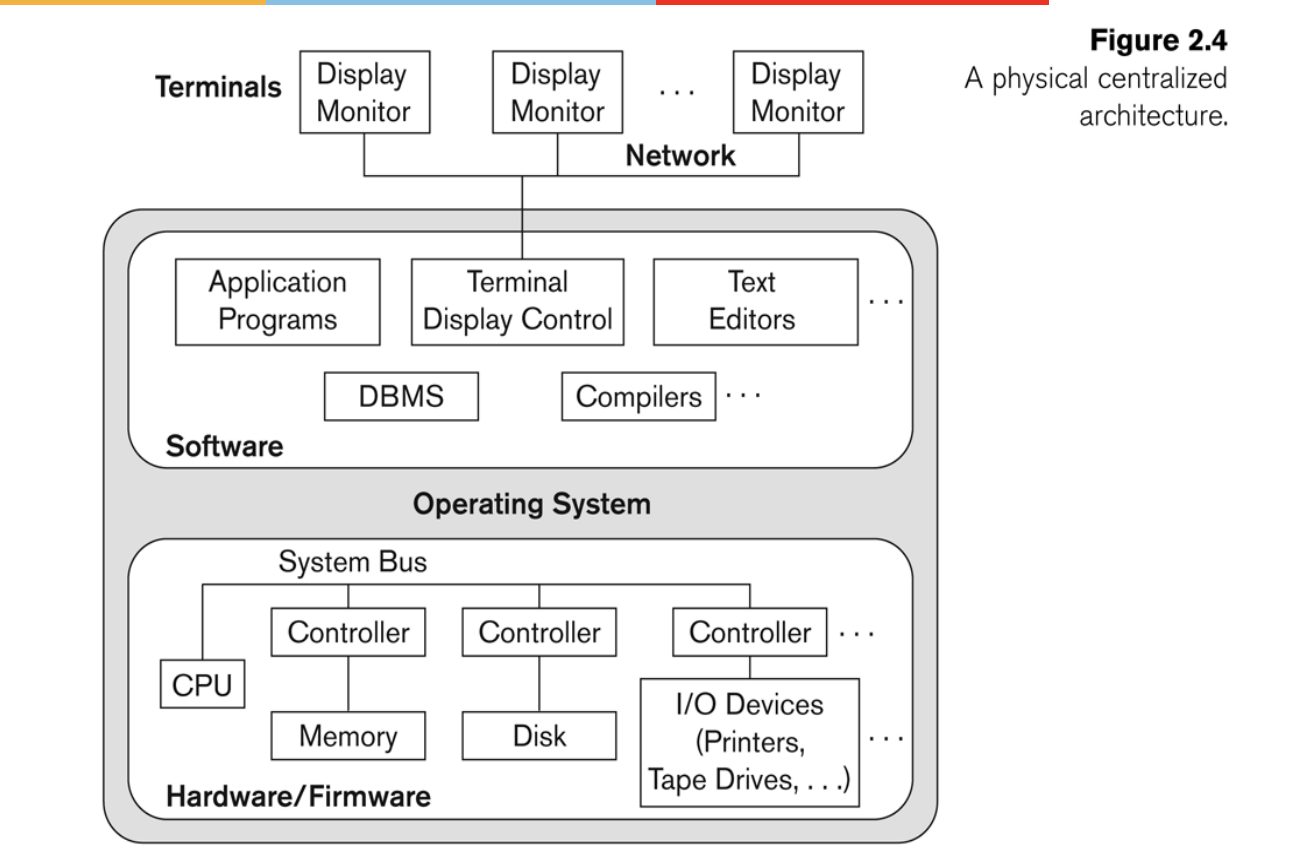 Figure 2.4
A physical centralized
architecture.
Terminals
Display
Monitor
Display
Monitor
. . .
Display
Monitor
Network
Application
Programs
Terminal
Display Control
Text
Editors
. . .
DBMS
Compilers
. . .
Software
Operating System
System Bus
Controller
Controller
Controller
. . .
CPU
Memory
Disk
I/O Devices
(Printers,
Tape Drives, . . .)
. . .
Hardware/Firmware